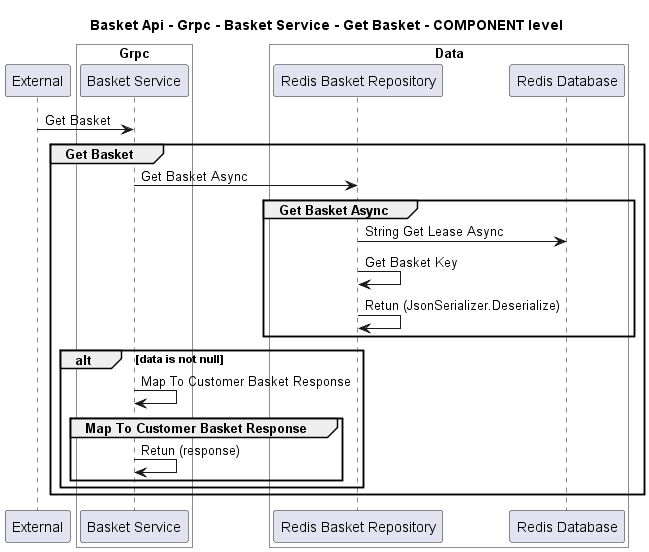 Basket Api - Grpc - Basket Service - Get Basket - COMPONENT level
Grpc
Data
External
Basket Service
Redis Basket Repository
Redis Database
Get Basket
Get Basket
Get Basket Async
Get Basket Async
String Get Lease Async
Get Basket Key
Retun (JsonSerializer.Deserialize)
alt
[data is not null]
Map To Customer Basket Response
Map To Customer Basket Response
Retun (response)
External
Basket Service
Redis Basket Repository
Redis Database